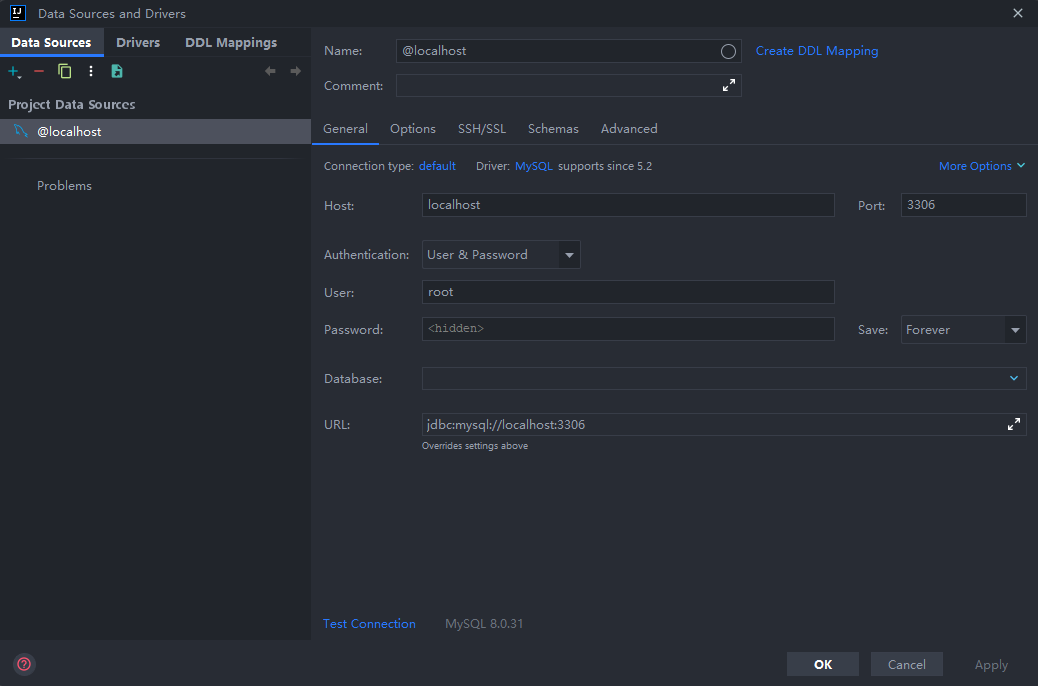 Data Sources and Drivers
Data Sources Drivers DDL Mappings
Project Data Sources
@localhost
Problems
Name: @localhost Create DDL Mapping
Comment:
General Options SSH/SSL Schemas Advanced
Connection type: default Driver: MySQL supports since 5.2 More Options
Host: localhost Port: 3306
Authentication: User & Password
User: root
Password: <hidden> Save: Forever
Database:
URL: jdbc:mysql://localhost:3306
Overrides settings above
Test Connection MySQL 8.0.31
OK Cancel Apply